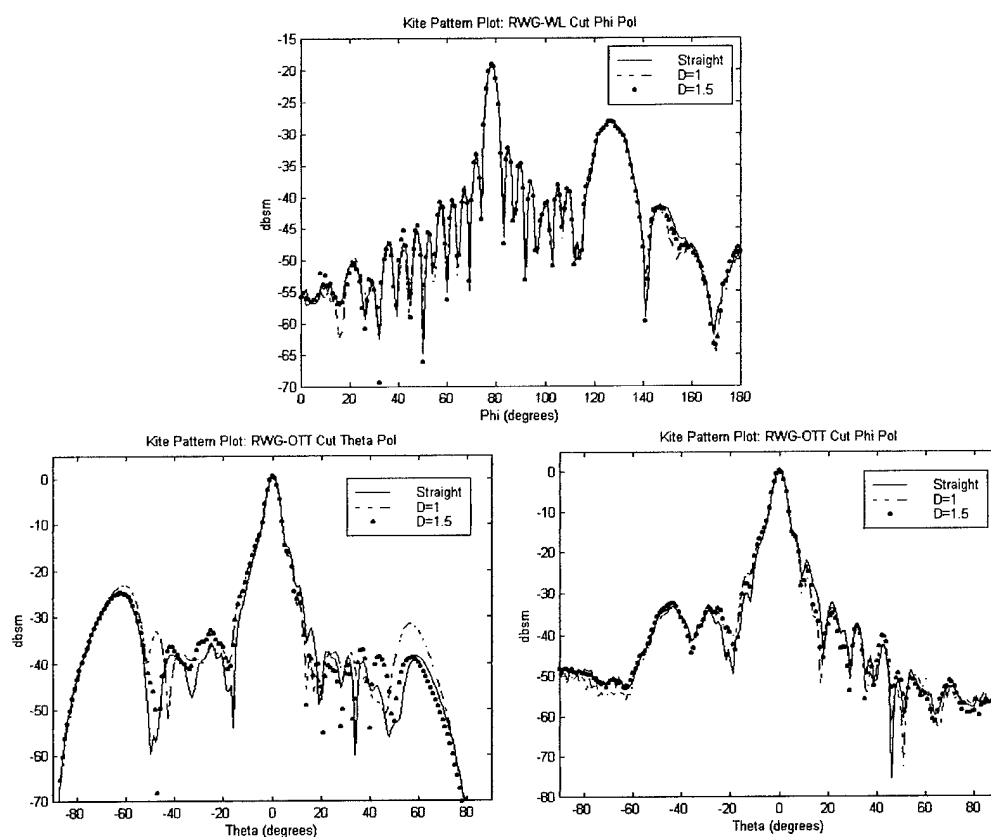 Kite Pattern Plot: RWG-WL Cut Phi Pol
-15
-20
-25
-30
-35
-40
-45
-50
-55
-60
-65
-70
dbsm
Straight
D=1
D=1.5
0 20 40 60 80 100 120 140 160 180
Phi (degrees)
Kite Pattern Plot: RWG-OTT Cut Theta Pol
0
-10
-20
-30
-40
-50
-60
-70
dbsm
Straight
D=1
D=1.5
-80 -60 -40 -20 0 20 40 60 80
Theta (degrees)
Kite Pattern Plot: RWG-OTT Cut Phi Pol
0
-10
-20
-30
-40
-50
-60
-70
-80
dbsm
Straight
D=1
D=1.5
-80 -60 -40 -20 0 20 40 60 80
Theta (degrees)